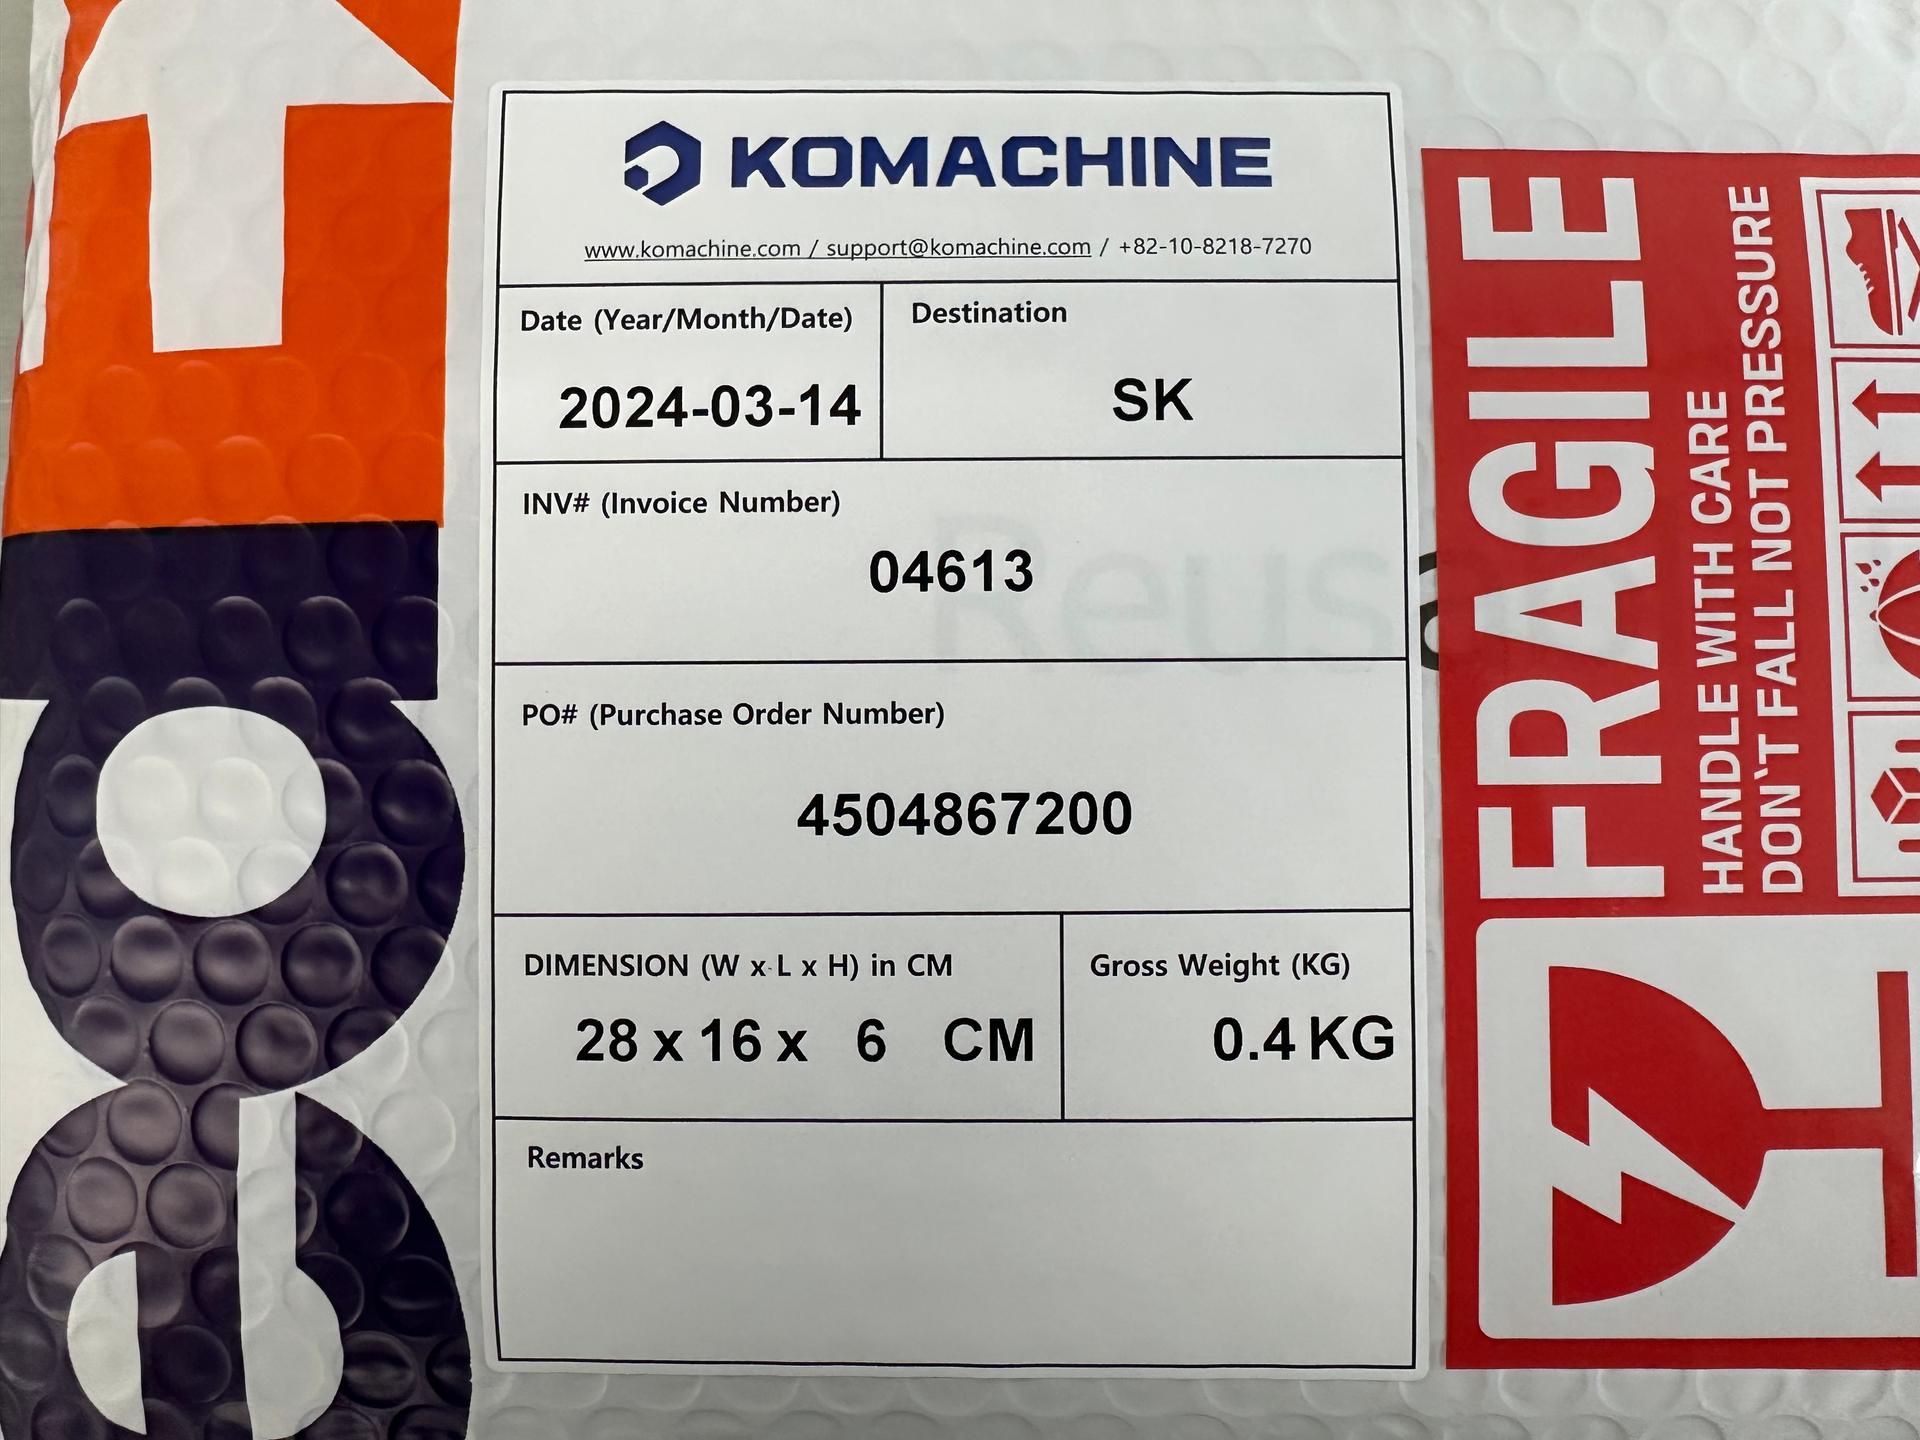 KOMACHINE
www.komachine.com / support@komachine.com / +82-10-8218-7270
Date (Year/Month/Date)
2024-03-14
Destination
SK
INV# (Invoice Number)
04613
PO# (Purchase Order Number)
4504867200
DIMENSION (W x L x H) in CM
28 x 16 x 6 CM
Gross Weight (KG)
0.4 KG
Remarks
Reuse
FRAGILE
HANDLE WITH CARE
DON`T FALL NOT PRESSURE